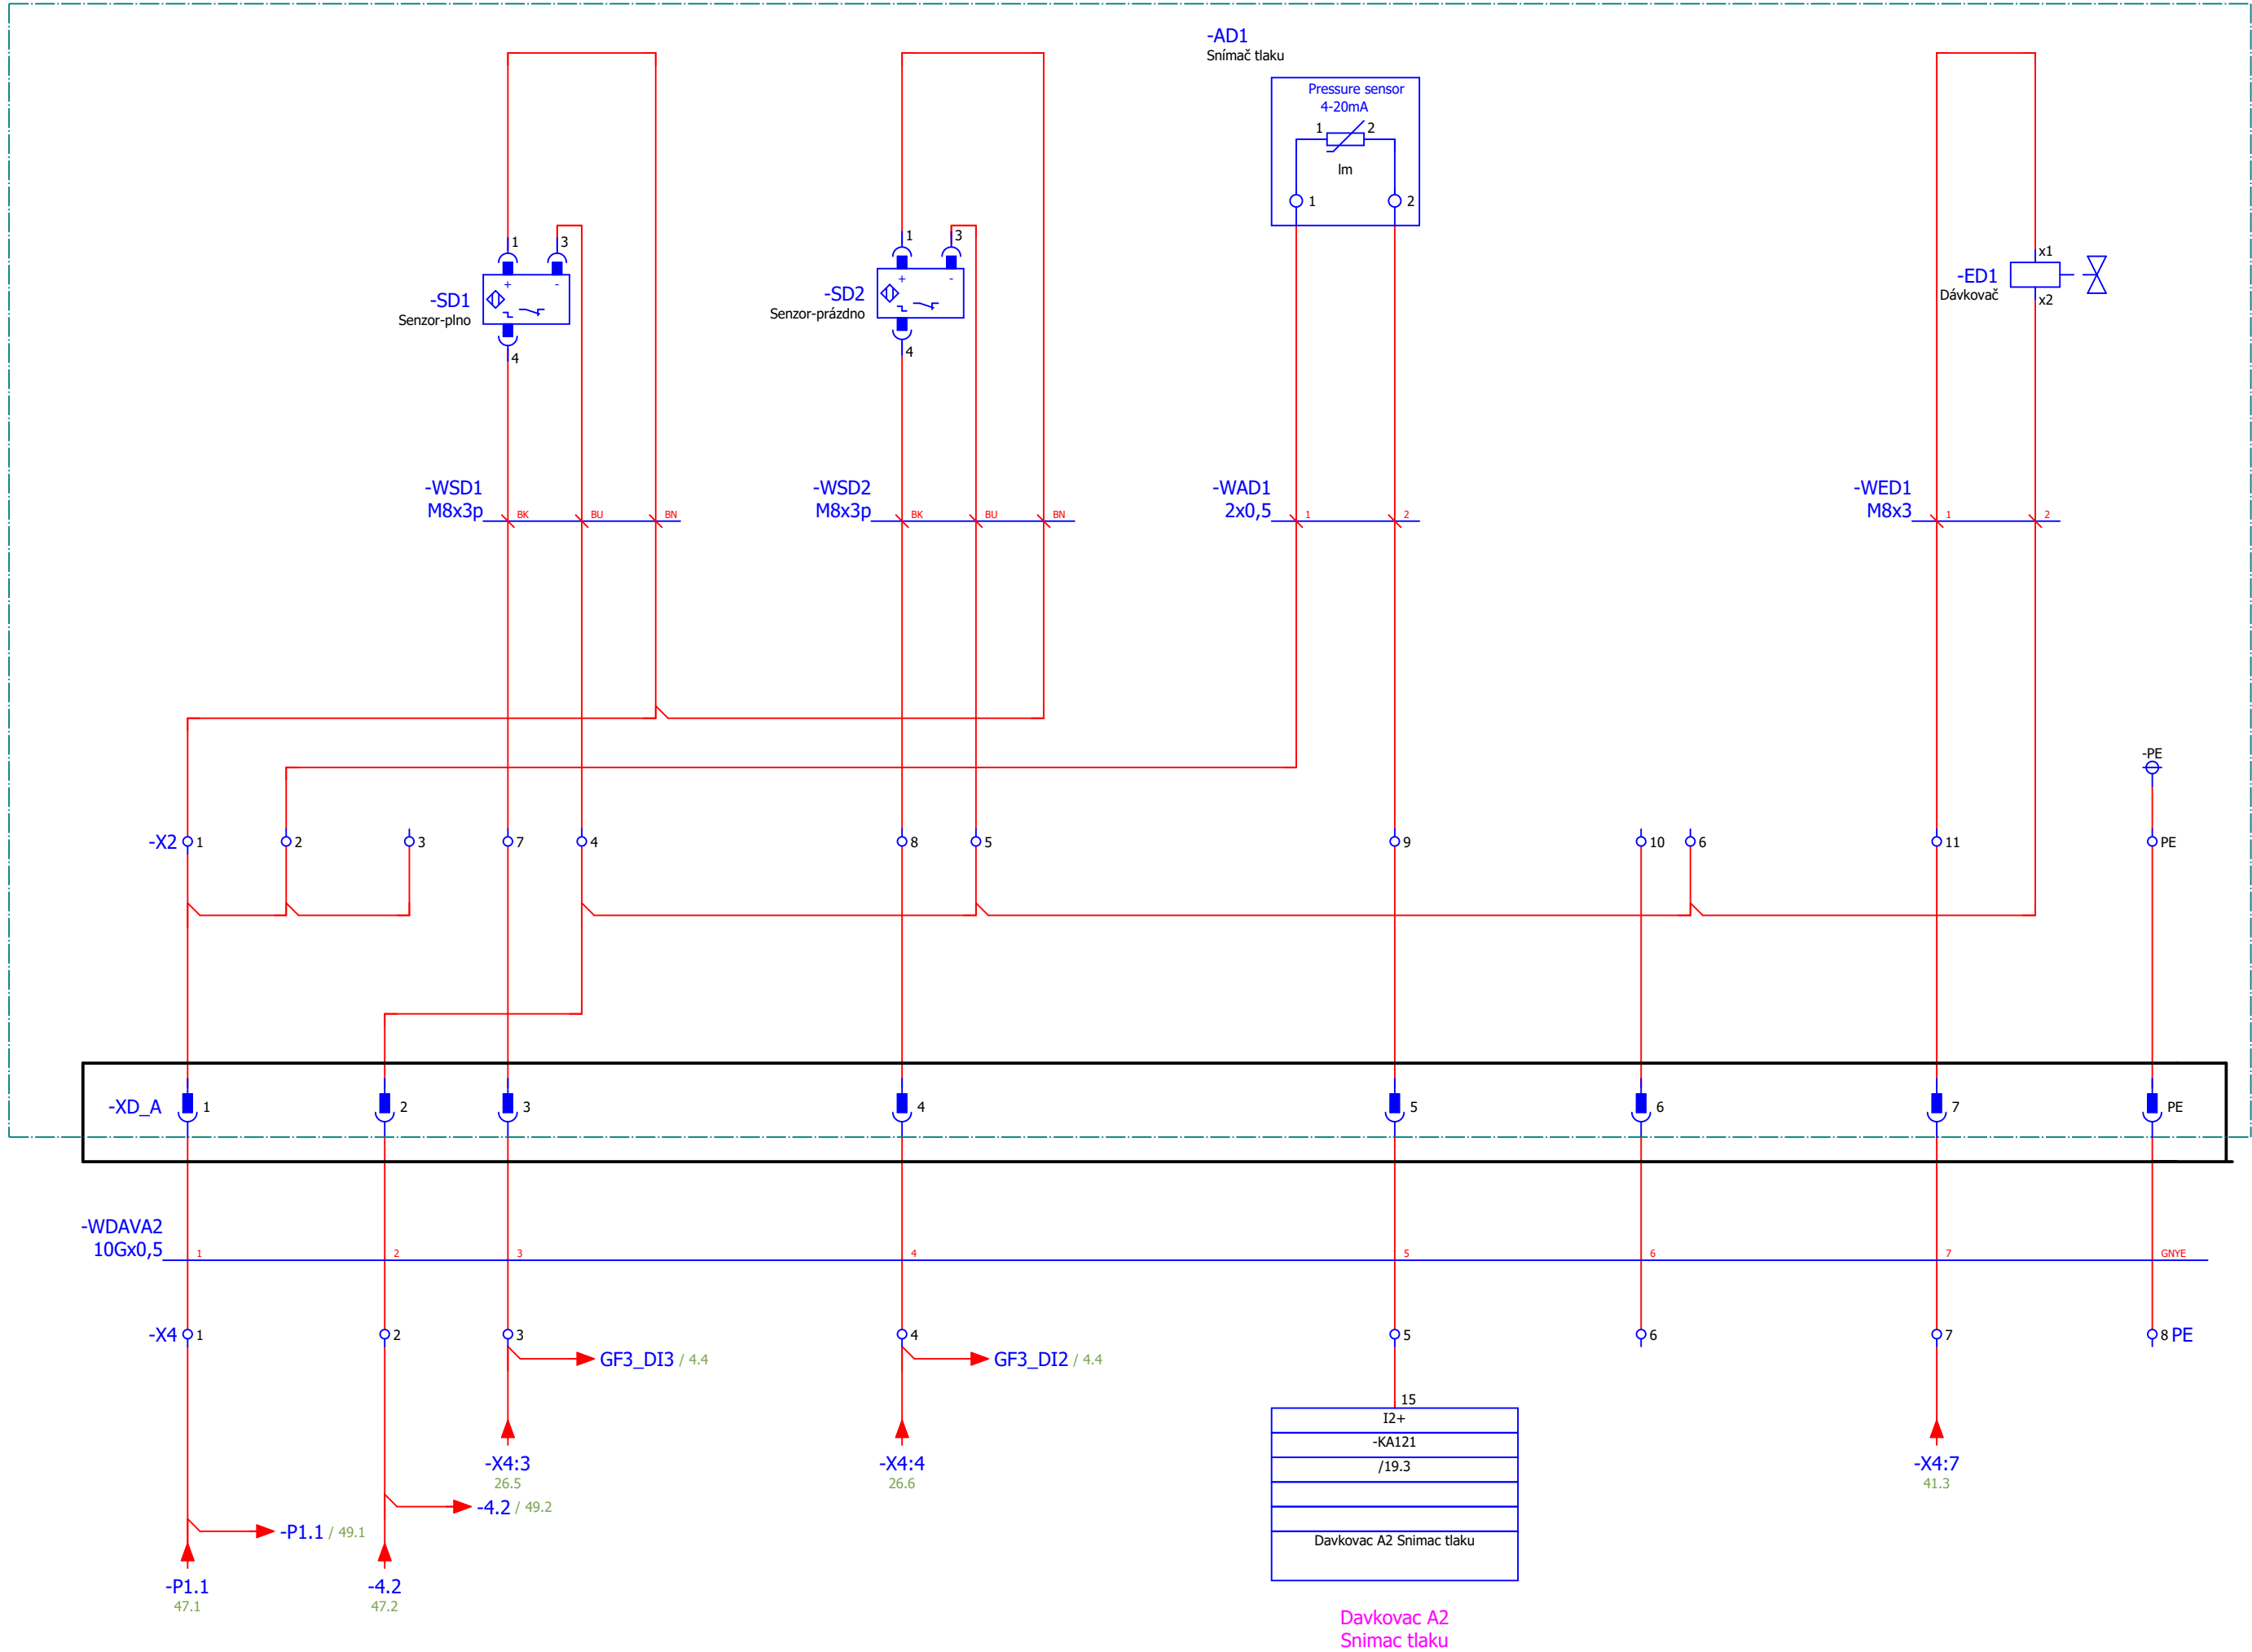 -AD1
Snímač tlaku
Pressure sensor
4-20mA
1 2
Im
1 2
1 3
+ -
-SD1
Senzor-plno
4
1 3
+ -
-SD2
Senzor-prázdno
4
x1
-ED1
Dávkovač
x2
-WSD1
M8x3p
BK BU BN
-WSD2
M8x3p
BK BU BN
-WAD1
2x0,5
1 2
-WED1
M8x3
1 2
-PE
-X2 1 2 3 7 4 8 5 9 10 6 11 PE
-XD_A 1 2 3 4 5 6 7 PE
-WDAVA2
10Gx0,5
1 2 3 4 5 6 7 GNYE
-X4 1 2 3 4 5 6 7 8 PE
GF3_DI3 / 4.4
GF3_DI2 / 4.4
15
I2+
-KA121
/19.3
Davkovac A2 Snimac tlaku
-X4:3
26.5
-X4:4
26.6
-X4:7
41.3
-4.2 / 49.2
-P1.1 / 49.1
-P1.1
47.1
-4.2
47.2
Davkovac A2
Snimac tlaku